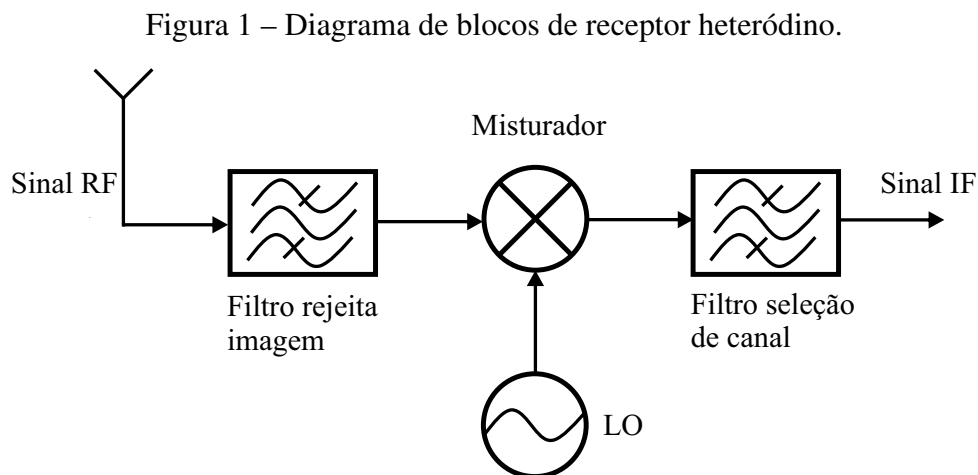 Figura 1 – Diagrama de blocos de receptor heteródino.
Misturador
Sinal RF
Sinal IF
Filtro rejeita
imagem
Filtro seleção
de canal
LO